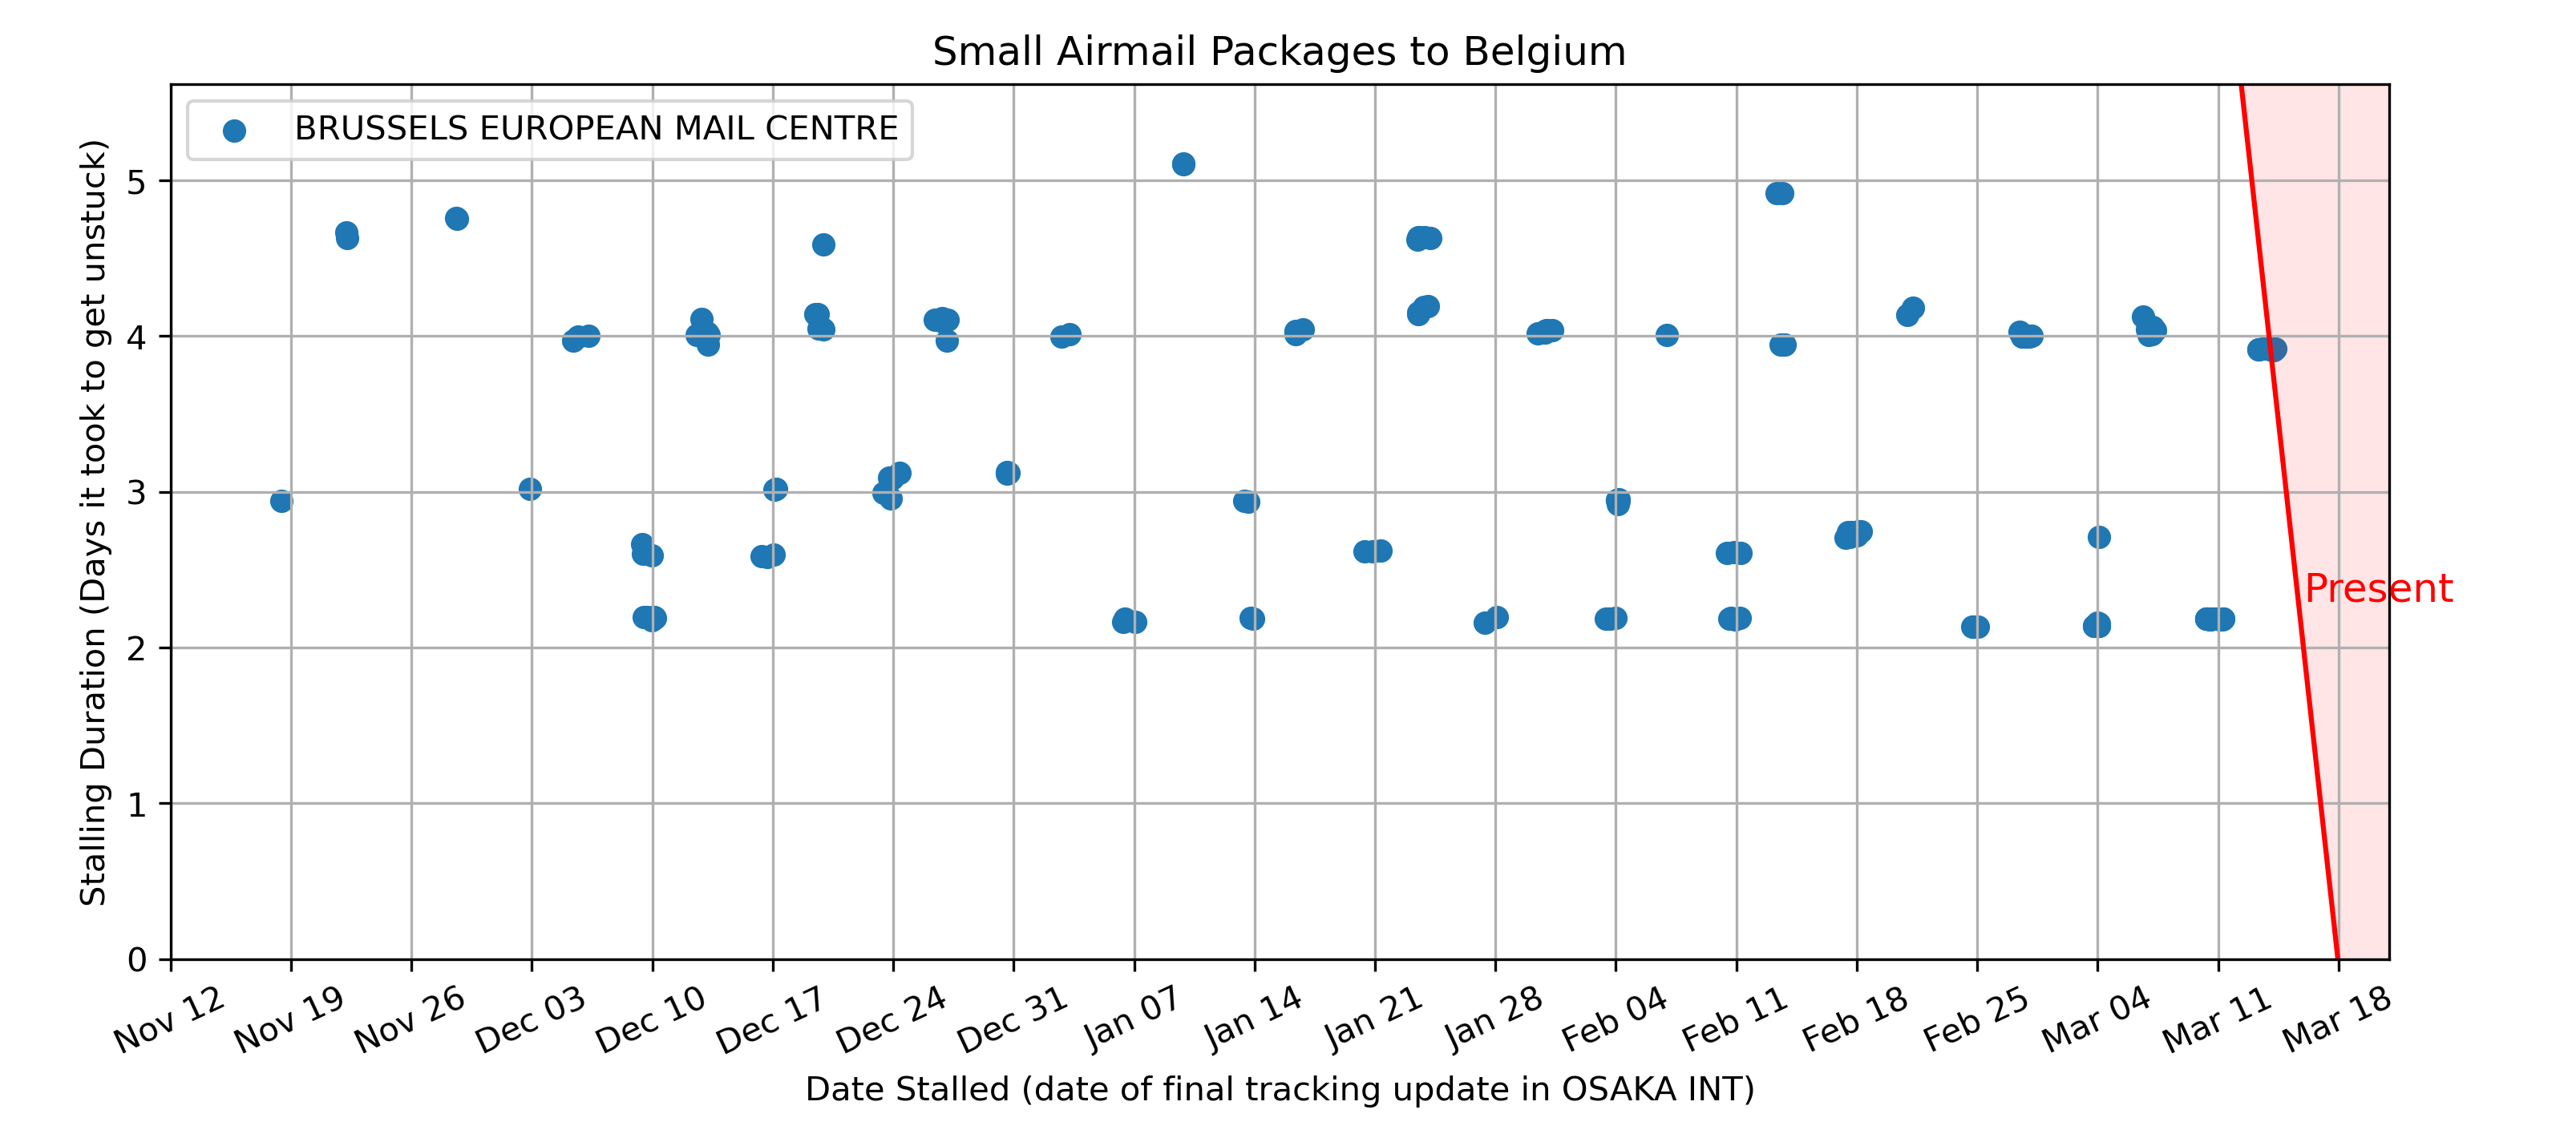 Small Airmail Packages to Belgium
BRUSSELS EUROPEAN MAIL CENTRE
Stalling Duration (Days it took to get unstuck)
5
4
3
2
1
0
Present
Nov 12
Nov 19
Nov 26
Dec 03
Dec 10
Dec 17
Dec 24
Dec 31
Jan 07
Jan 14
Jan 21
Jan 28
Feb 04
Feb 11
Feb 18
Feb 25
Mar 04
Mar 11
Mar 18
Date Stalled (date of final tracking update in OSAKA INT)